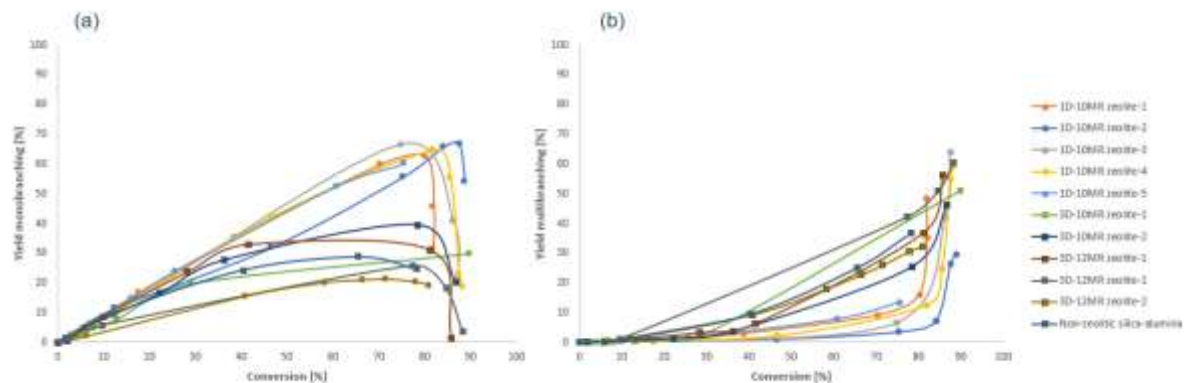 (a)
(b)
100
90
80
70
60
50
40
30
20
10
0
Yield monobranching [%]
0 10 20 30 40 50 60 70 80 90 100
Conversion [%]
100
90
80
70
60
50
40
30
20
10
0
Yield multibranching [%]
0 10 20 30 40 50 60 70 80 90 100
Conversion [%]
1D-10MR zeolite-1
1D-10MR zeolite-2
1D-10MR zeolite-3
1D-10MR zeolite-4
1D-10MR zeolite-5
3D-10MR zeolite-1
3D-10MR zeolite-2
3D-12MR zeolite-1
3D-12MR zeolite-1
3D-12MR zeolite-2
Non-zeolitic silica-alumina